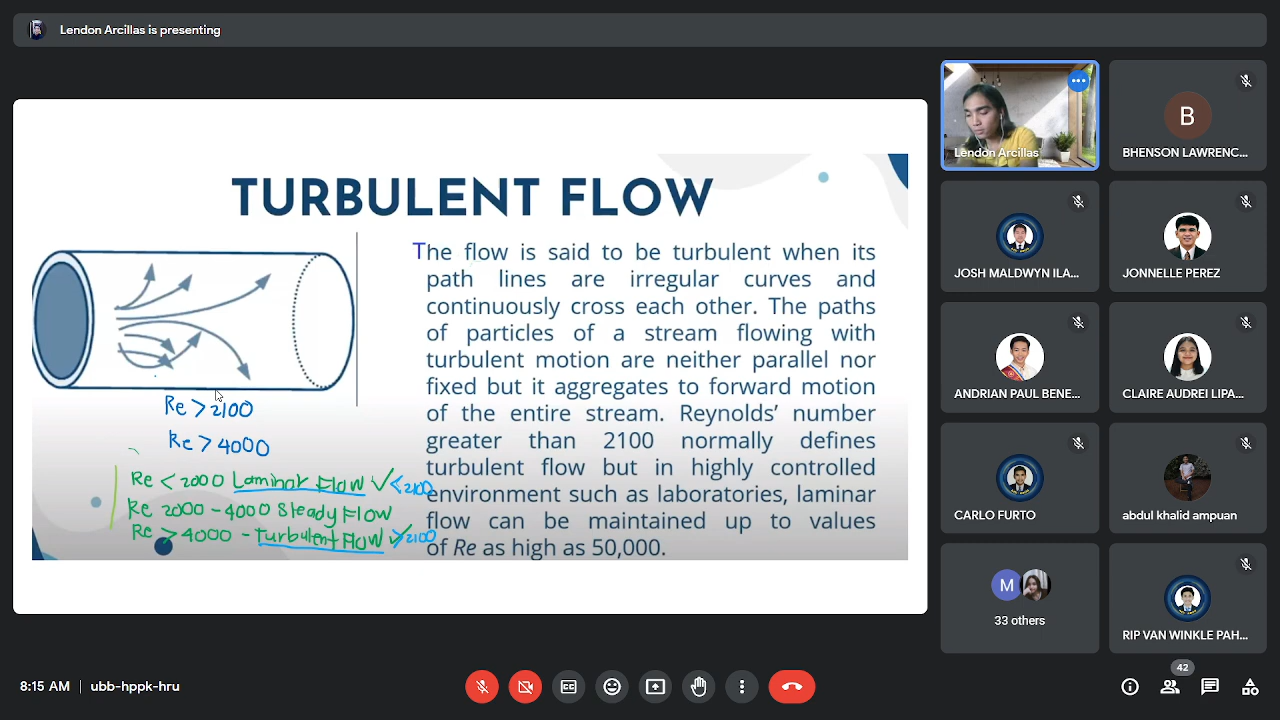 Lendon Arcillas is presenting
TURBULENT FLOW
The flow is said to be turbulent when its
path lines are irregular curves and
continuously cross each other. The paths
of particles of a stream flowing with
turbulent motion are neither parallel nor
fixed but it aggregates to forward motion
of the entire stream. Reynolds' number
greater than 2100 normally defines
turbulent flow but in highly controlled
environment such as laboratories, laminar
flow can be maintained up to values
of Re as high as 50,000.
Re > 2100
Re > 4000
Re < 2000 Laminar Flow ✓ < 2100
Re 2000 - 4000 Steady Flow
Re > 4000 - turbulent Flow ✓ > 2100
Lendon Arcillas
B
BHENSON LAWRENC...
JOSH MALDWYN ILA...
JONNELLE PEREZ
ANDRIAN PAUL BENE...
CLAIRE AUDREI LIPA...
CARLO FURTO
abdul khalid ampuan
M
33 others
RIP VAN WINKLE PAH...
8:15 AM | ubb-hppk-hru
42